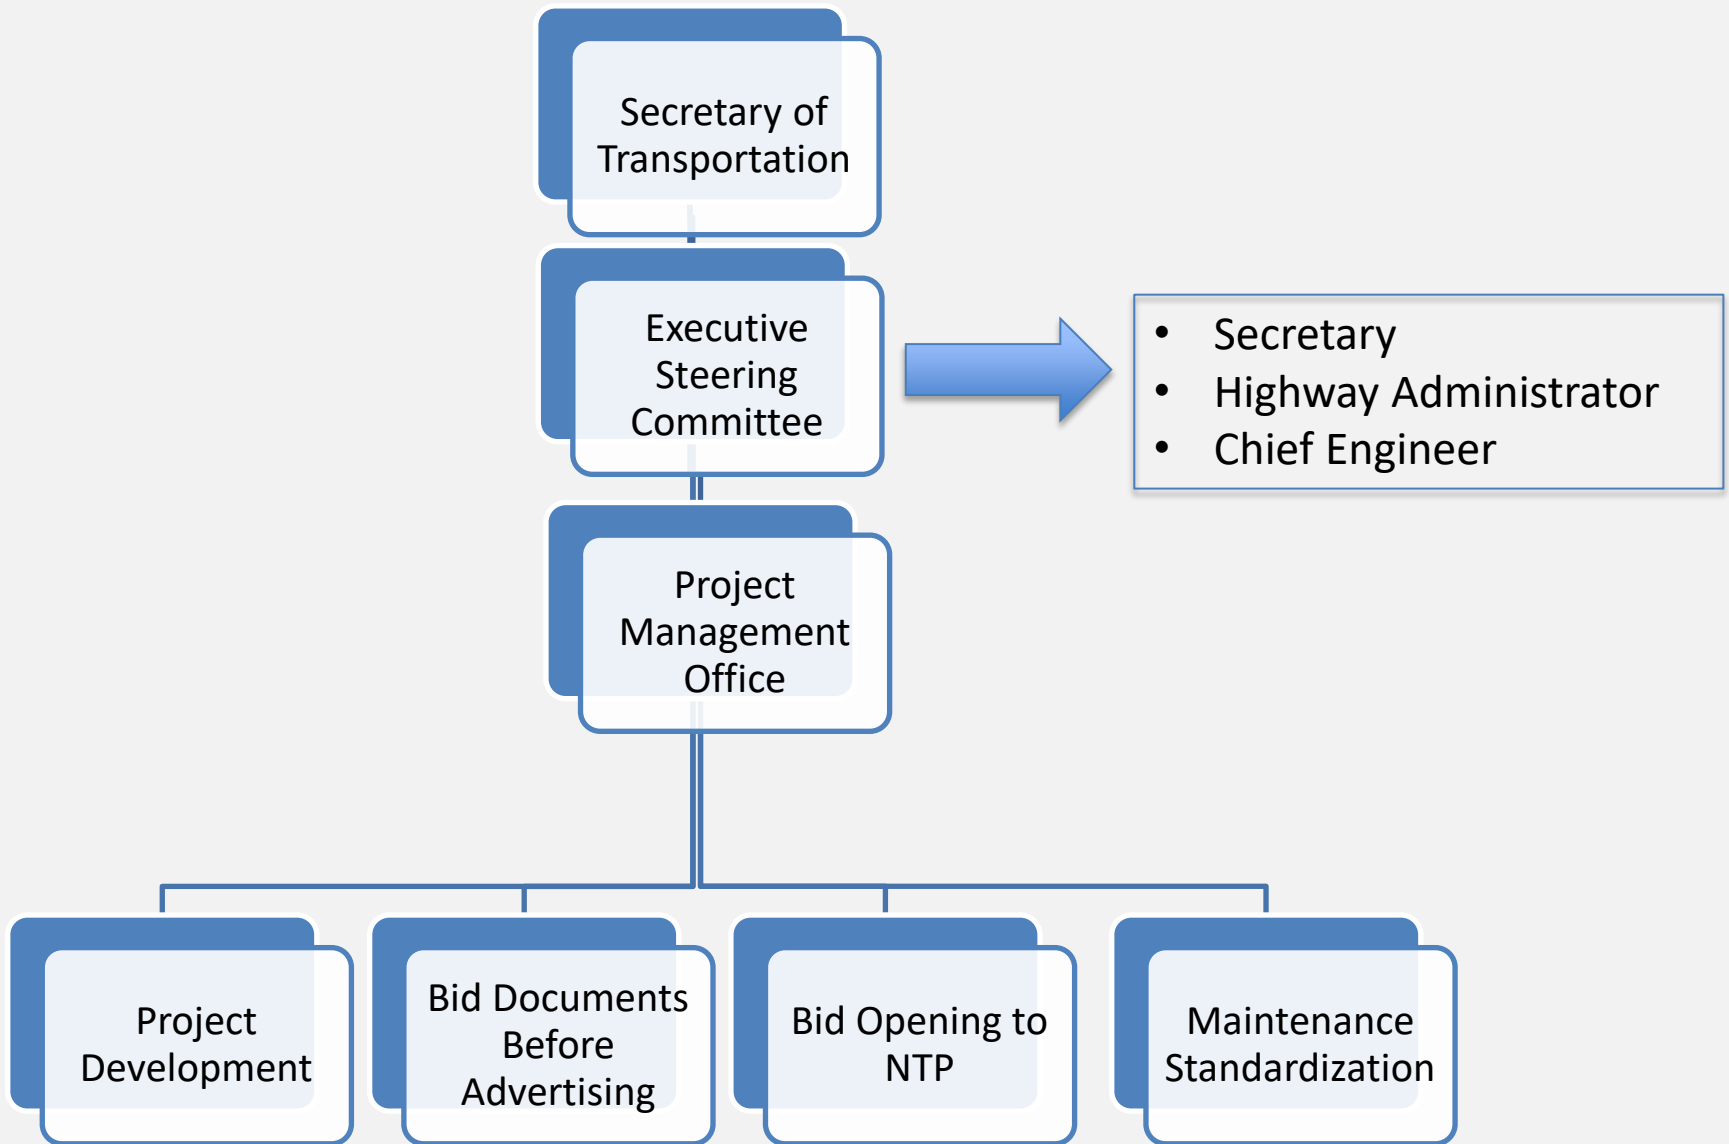 Secretary of
Transportation
Executive
Steering
Committee
• Secretary
• Highway Administrator
• Chief Engineer
Project
Management
Office
Project
Development
Bid Documents
Before
Advertising
Bid Opening to
NTP
Maintenance
Standardization